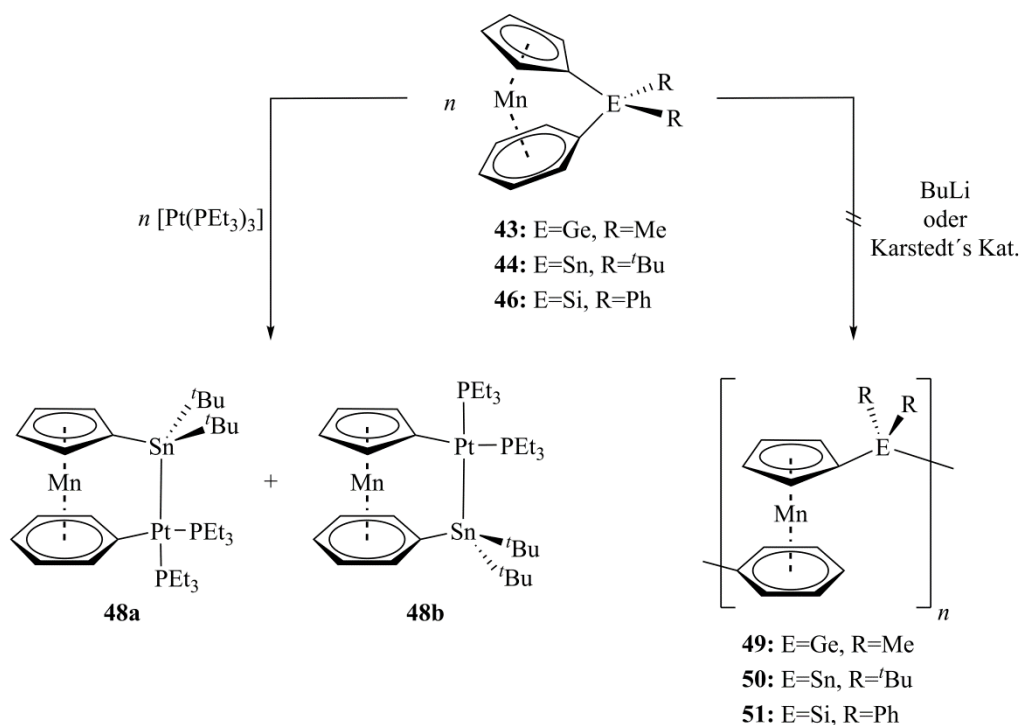 n
Mn
E
R
R
n [Pt(PEt3)3]
BuLi
oder
Karstedt´s Kat.
43: E=Ge, R=Me
44: E=Sn, R=tBu
46: E=Si, R=Ph
tBu
tBu
Sn
Mn
Pt
PEt3
PEt3
48a
+
PEt3
Pt
PEt3
Mn
Sn
tBu
tBu
48b
R
R
E
Mn
n
49: E=Ge, R=Me
50: E=Sn, R=tBu
51: E=Si, R=Ph